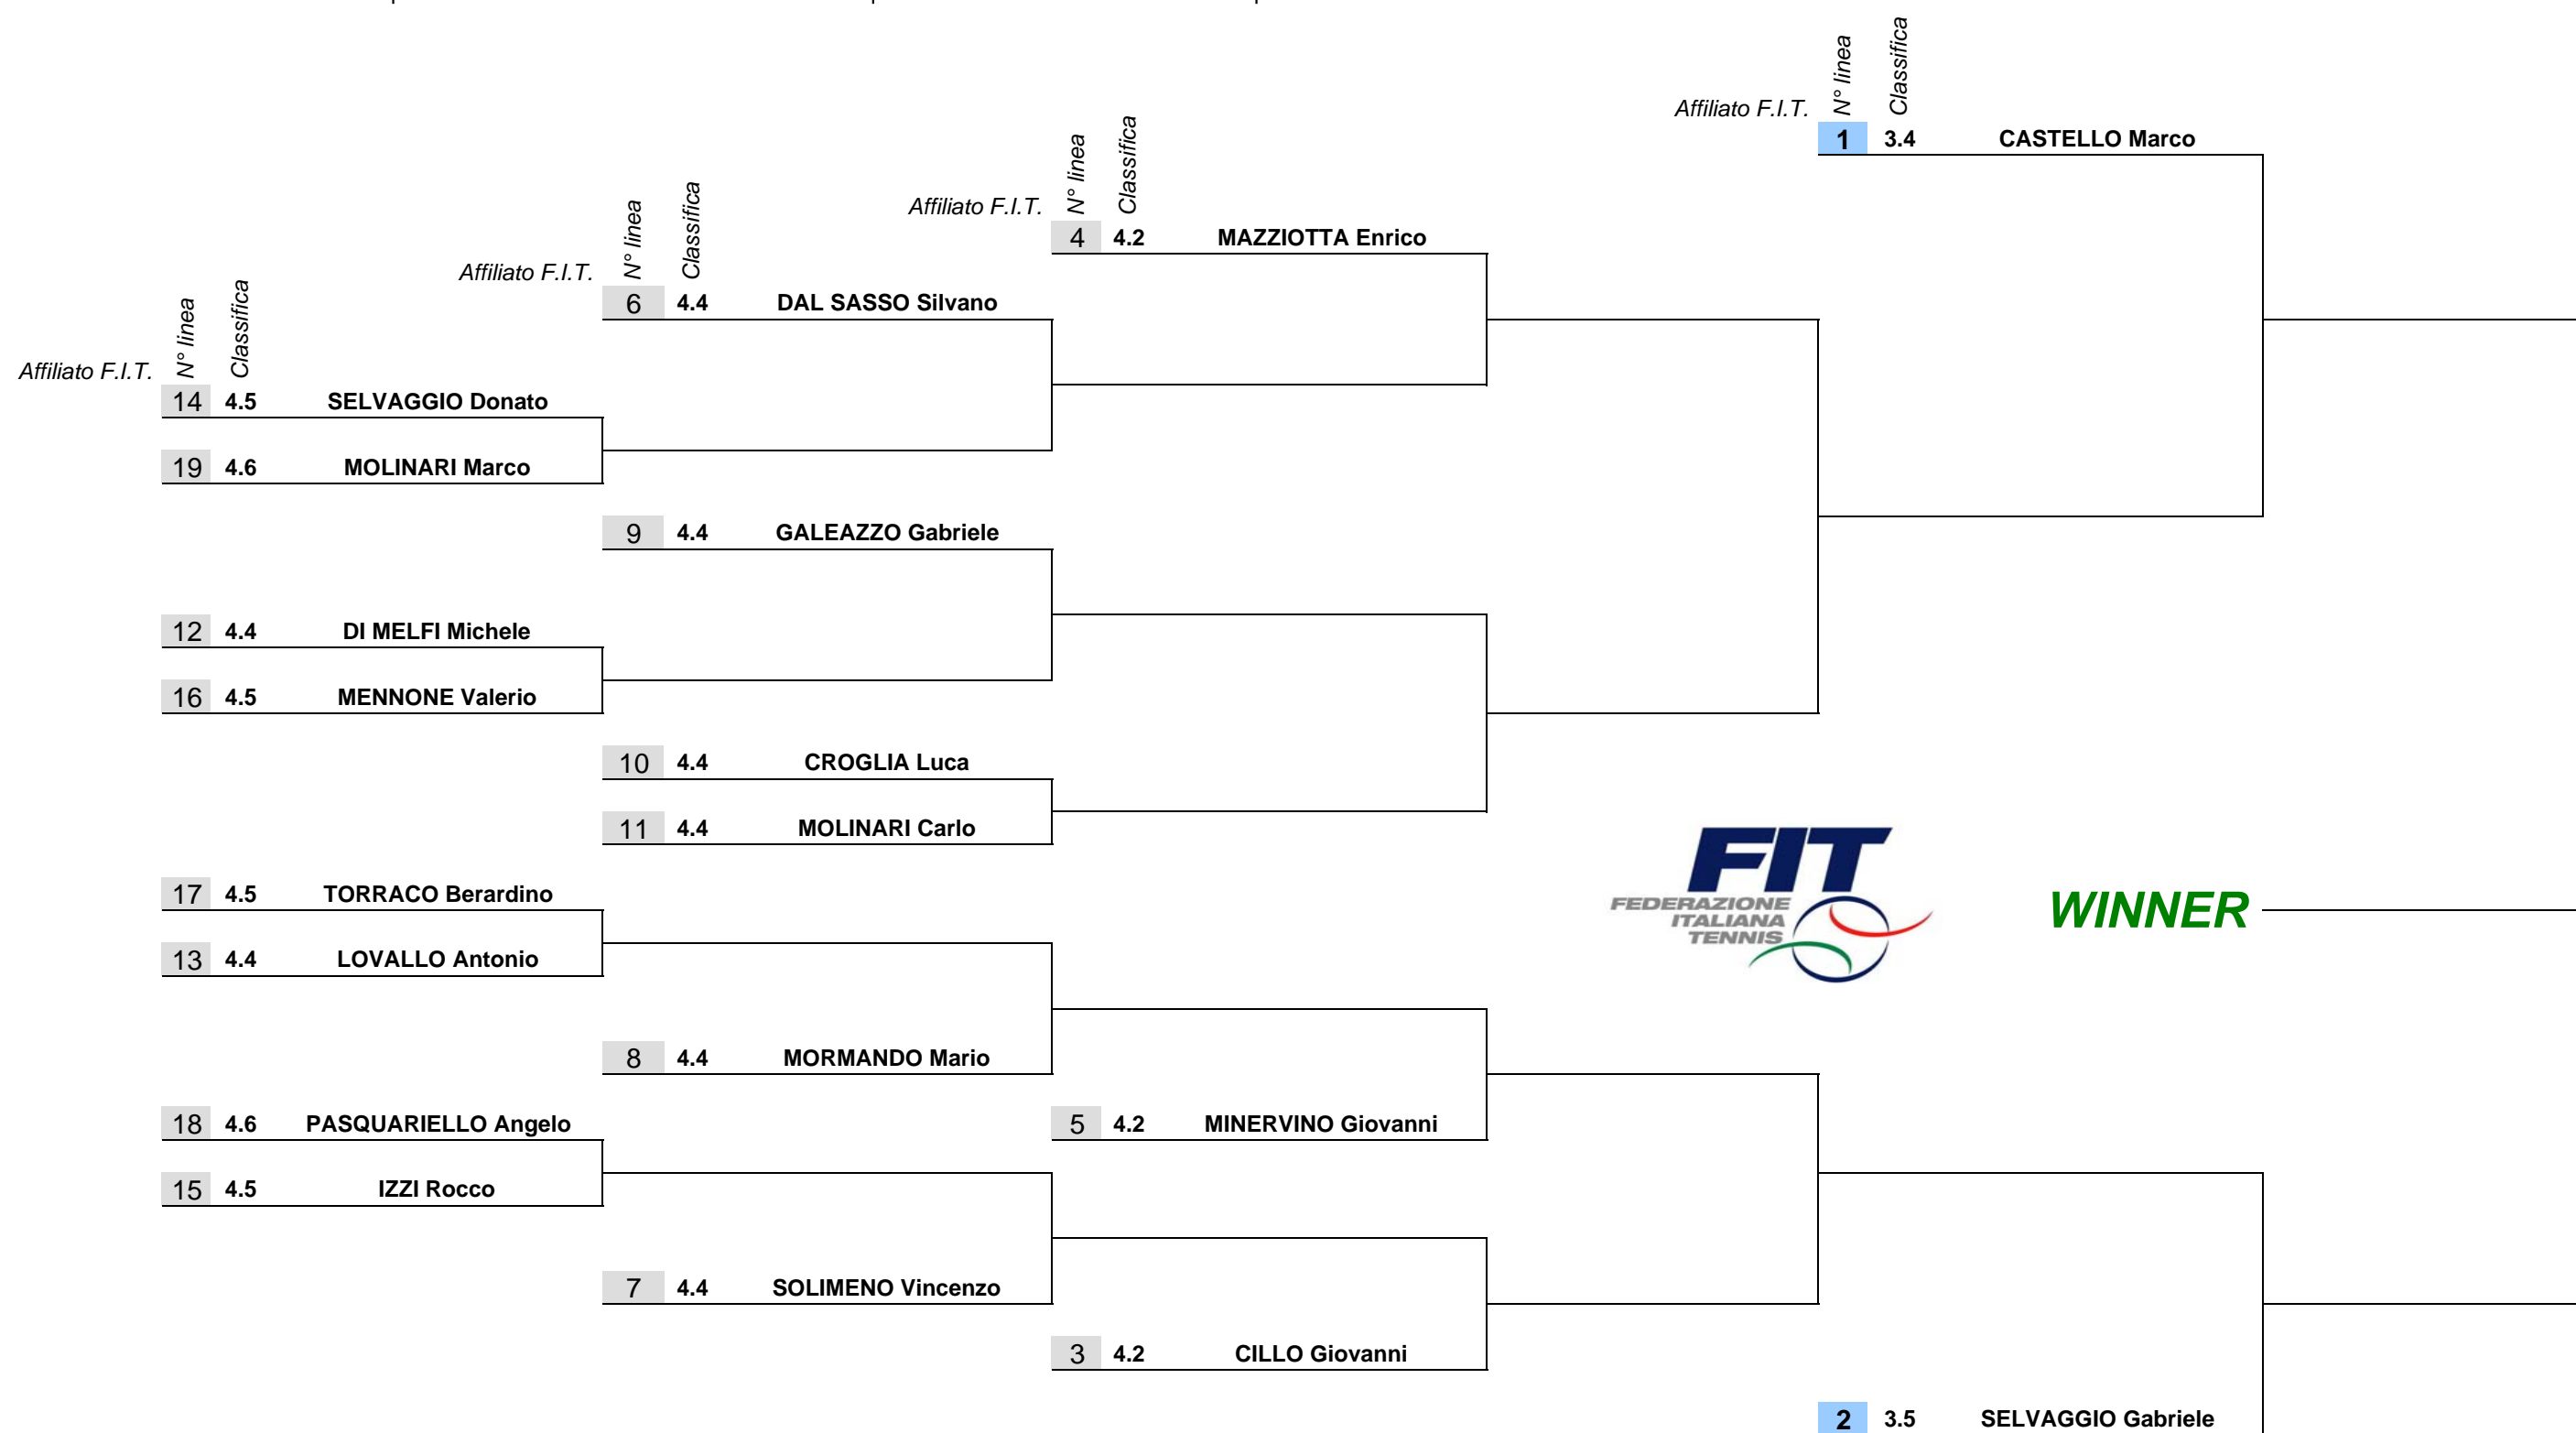 N° linea
Classifica
Affiliato F.I.T.
1 3.4 CASTELLO Marco
N° linea
Classifica
Affiliato F.I.T.
4 4.2 MAZZIOTTA Enrico
N° linea
Classifica
Affiliato F.I.T.
6 4.4 DAL SASSO Silvano
N° linea
Classifica
Affiliato F.I.T.
14 4.5 SELVAGGIO Donato
19 4.6 MOLINARI Marco
9 4.4 GALEAZZO Gabriele
12 4.4 DI MELFI Michele
16 4.5 MENNONE Valerio
10 4.4 CROGLIA Luca
11 4.4 MOLINARI Carlo
FIT
FEDERAZIONE
ITALIANA
TENNIS
WINNER
17 4.5 TORRACO Berardino
13 4.4 LOVALLO Antonio
8 4.4 MORMANDO Mario
18 4.6 PASQUARIELLO Angelo
5 4.2 MINERVINO Giovanni
15 4.5 IZZI Rocco
7 4.4 SOLIMENO Vincenzo
3 4.2 CILLO Giovanni
2 3.5 SELVAGGIO Gabriele